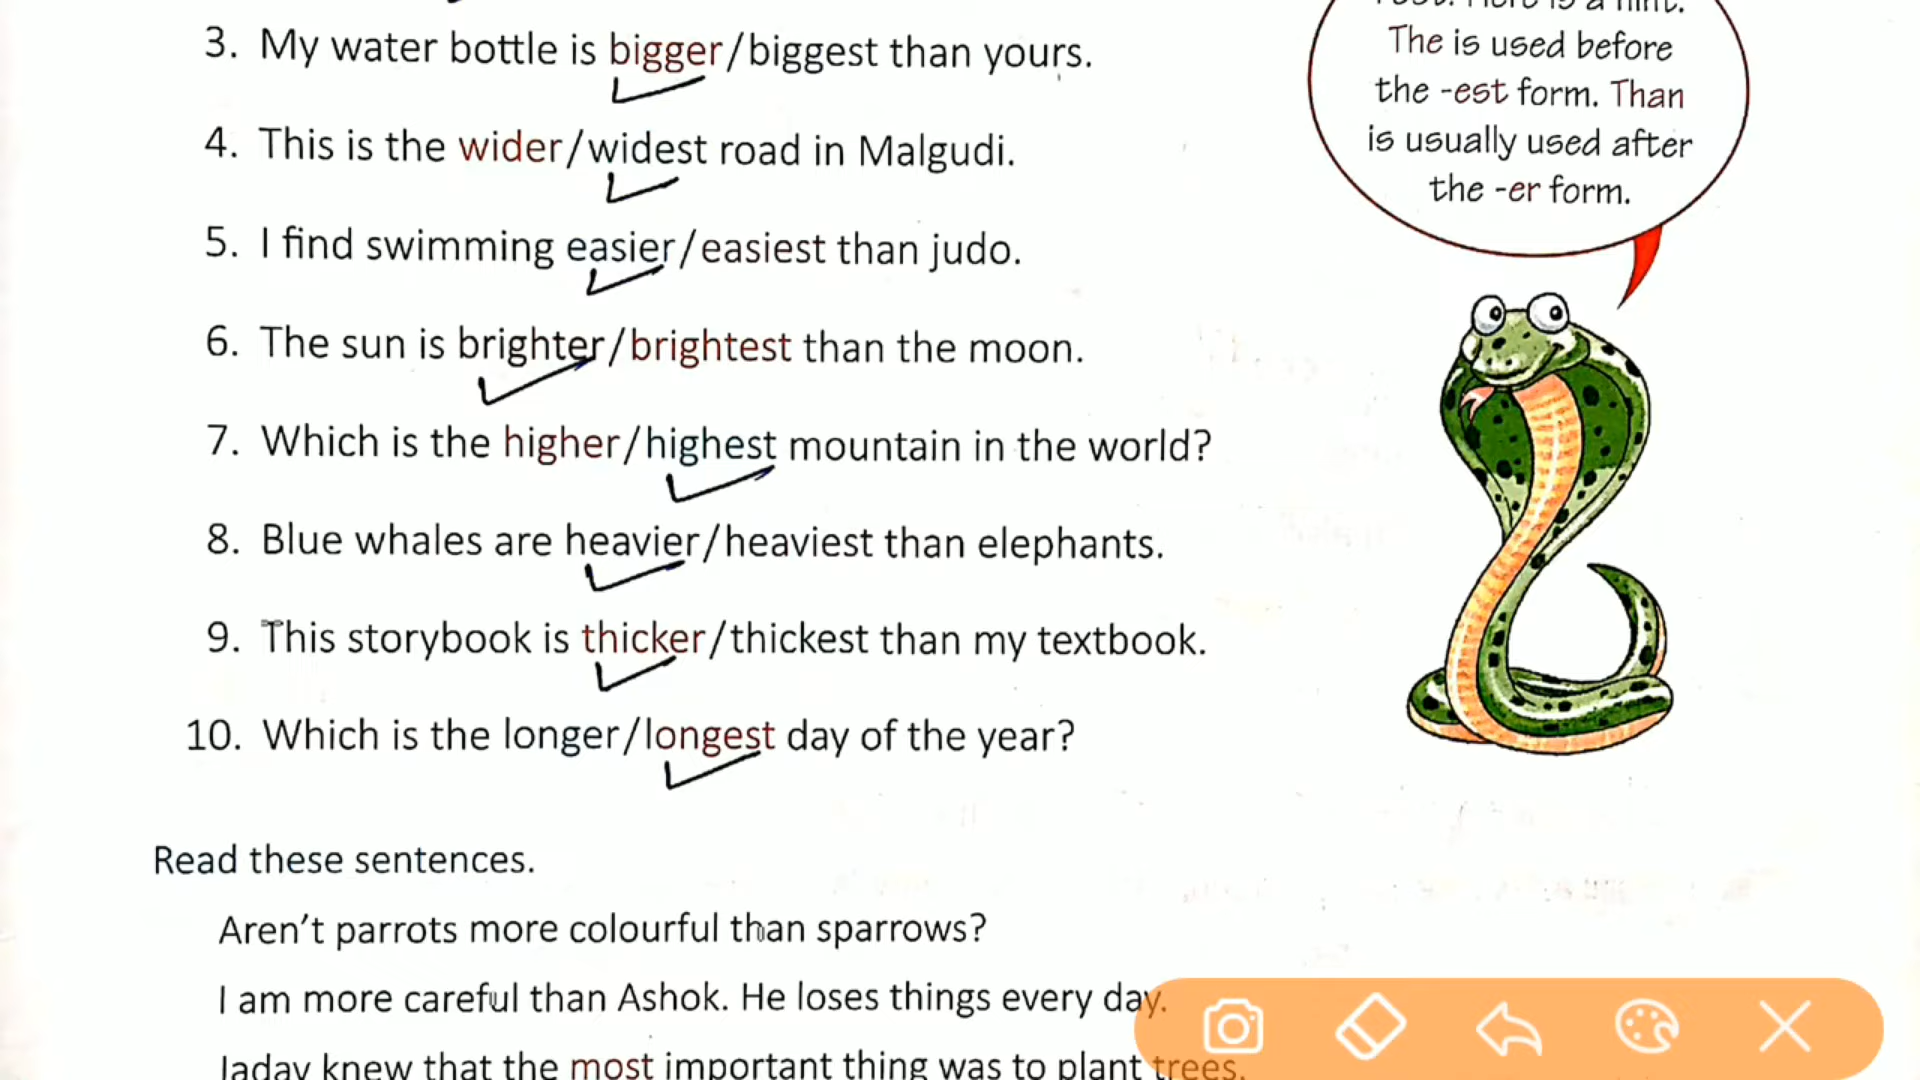 3. My water bottle is bigger/biggest than yours.
4. This is the wider/widest road in Malgudi.
5. I find swimming easier/easiest than judo.
6. The sun is brighter/brightest than the moon.
7. Which is the higher/highest mountain in the world?
8. Blue whales are heavier/heaviest than elephants.
9. This storybook is thicker/thickest than my textbook.
10. Which is the longer/longest day of the year?
Here is a hint.
The is used before
the -est form. Than
is usually used after
the -er form.
Read these sentences.
Aren't parrots more colourful than sparrows?
I am more careful than Ashok. He loses things every day.
Jadav knew that the most important thing was to plant trees.